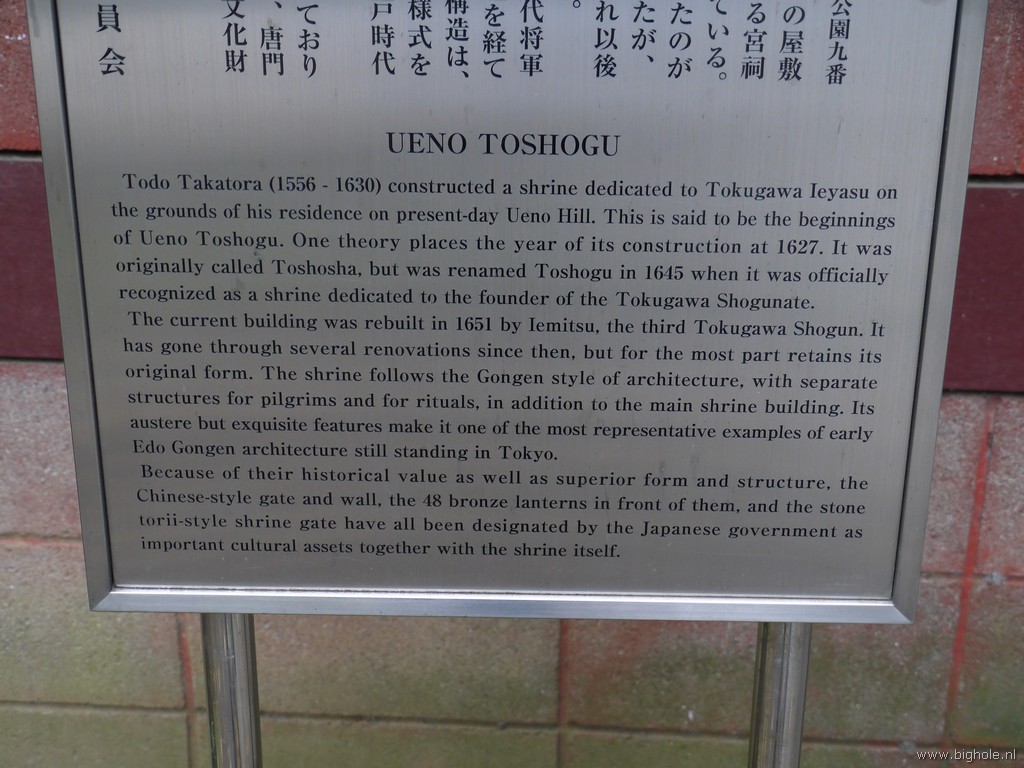 公園九番
の屋敷
る宮祠
ている。
たのが
たが、
れ以後
。
代将軍
を経て
構造は、
様式を
戸時代
ており
、唐門
文化財
員会
UENO TOSHOGU
Todo Takatora (1556 - 1630) constructed a shrine dedicated to Tokugawa Ieyasu on
the grounds of his residence on present-day Ueno Hill. This is said to be the beginnings
of Ueno Toshogu. One theory places the year of its construction at 1627. It was
originally called Toshosha, but was renamed Toshogu in 1645 when it was officially
recognized as a shrine dedicated to the founder of the Tokugawa Shogunate.
The current building was rebuilt in 1651 by Iemitsu, the third Tokugawa Shogun. It
has gone through several renovations since then, but for the most part retains its
original form. The shrine follows the Gongen style of architecture, with separate
structures for pilgrims and for rituals, in addition to the main shrine building. Its
austere but exquisite features make it one of the most representative examples of early
Edo Gongen architecture still standing in Tokyo.
Because of their historical value as well as superior form and structure, the
Chinese-style gate and wall, the 48 bronze lanterns in front of them, and the stone
torii-style shrine gate have all been designated by the Japanese government as
important cultural assets together with the shrine itself.
www.bighole.nl